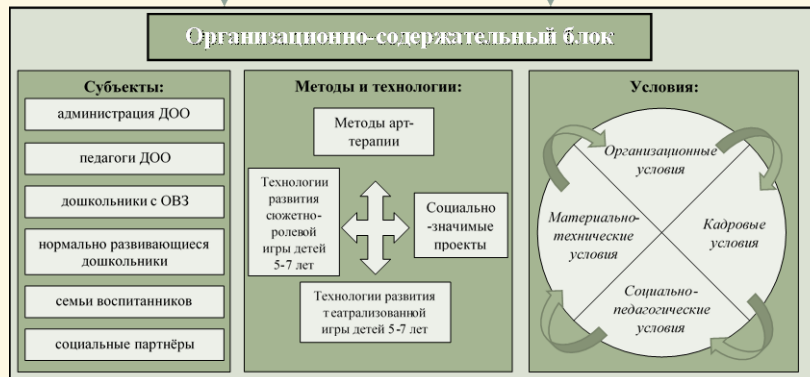 Организационно-содержательный блок
Субъекты:
администрация ДОО
педагоги ДОО
дошкольники с ОВЗ
нормально развивающиеся
дошкольники
семьи воспитанников
социальные партнёры
Методы и технологии:
Методы арт-
терапии
Технологии
развития
сюжетно-
ролевой
игры детей
5-7 лет
Социально
-значимые
проекты
Технологии развития
театрализованной
игры детей 5-7 лет
Условия:
Организационные
условия
Материально-
технические
условия
Кадровые
условия
Социально-
педагогические
условия